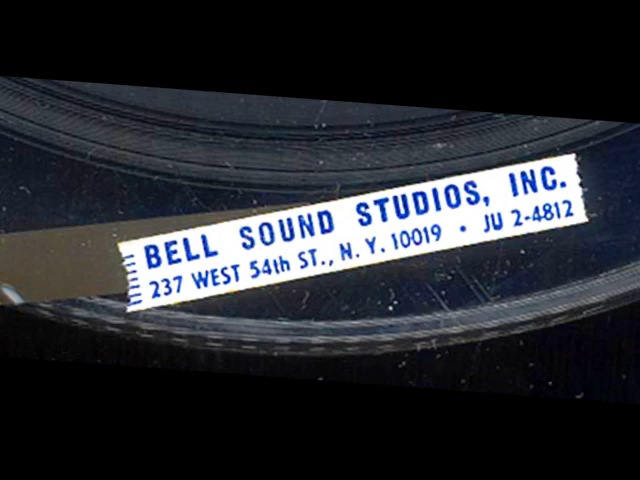 BELL SOUND STUDIOS, INC.
237 WEST 54th ST., N. Y. 10019 • JU 2-4812